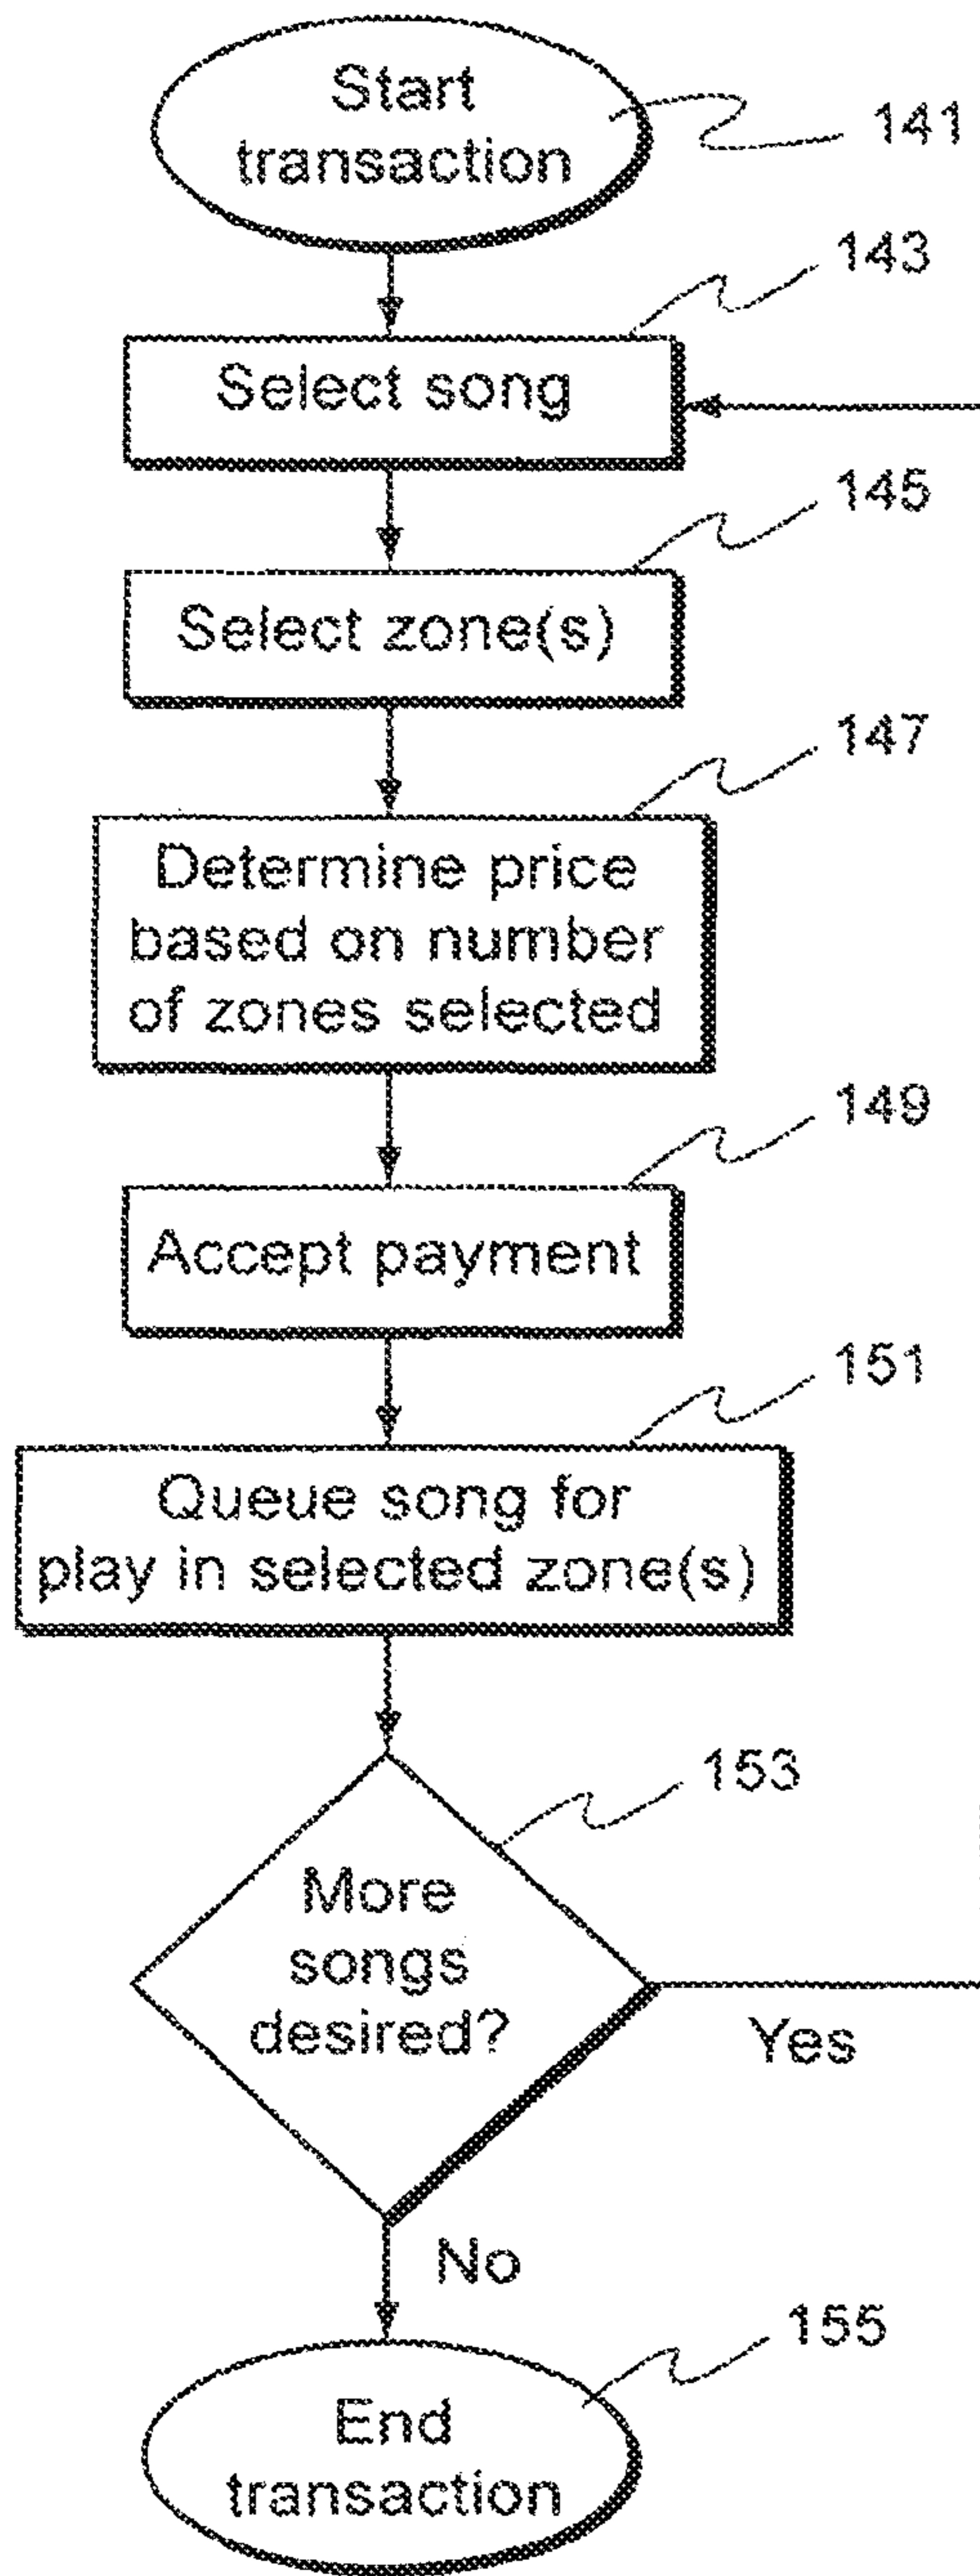 Start
transaction
141
143
Select song
145
Select zone(s)
147
Determine price
based on number
of zones selected
149
Accept payment
151
Queue song for
play in selected zone(s)
153
More
songs
desired?
Yes
No
155
End
transaction